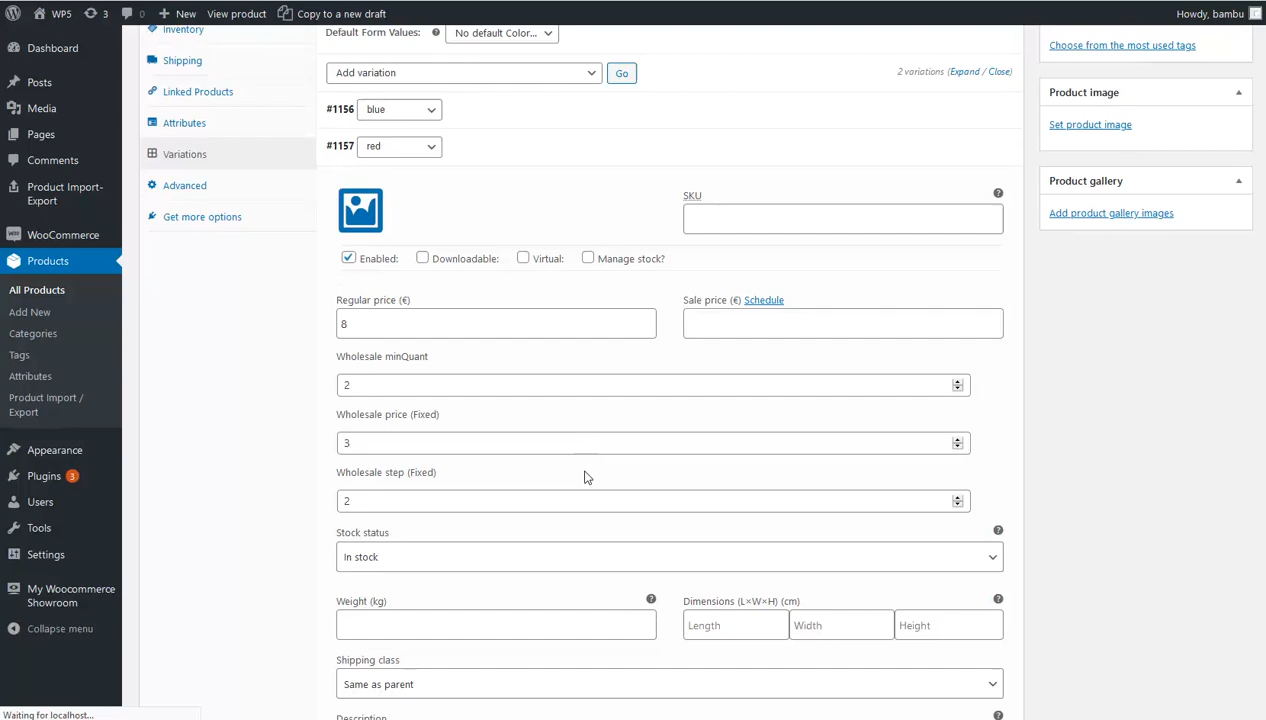 WP5 3 0 New View product Copy to a new draft Howdy, bambu
Dashboard
Posts
Media
Pages
Comments
Product Import-
Export
WooCommerce
Products
All Products
Add New
Categories
Tags
Attributes
Product Import /
Export
Appearance
Plugins 3
Users
Tools
Settings
My Woocommerce
Showroom
Collapse menu
Inventory
Shipping
Linked Products
Attributes
Variations
Advanced
Get more options
Default Form Values: ? No default Color...
Add variation Go 2 variations (Expand / Close)
#1156 blue
#1157 red
SKU ?
Enabled: Downloadable: Virtual: Manage stock?
Regular price (€) Sale price (€) Schedule
8
Wholesale minQuant
2
Wholesale price (Fixed)
3
Wholesale step (Fixed)
2
Stock status ?
In stock
Weight (kg) ? Dimensions (L×W×H) (cm) ?
Length Width Height
Shipping class
Same as parent
Description ?
Choose from the most used tags
Product image
Set product image
Product gallery
Add product gallery images
Waiting for localhost...